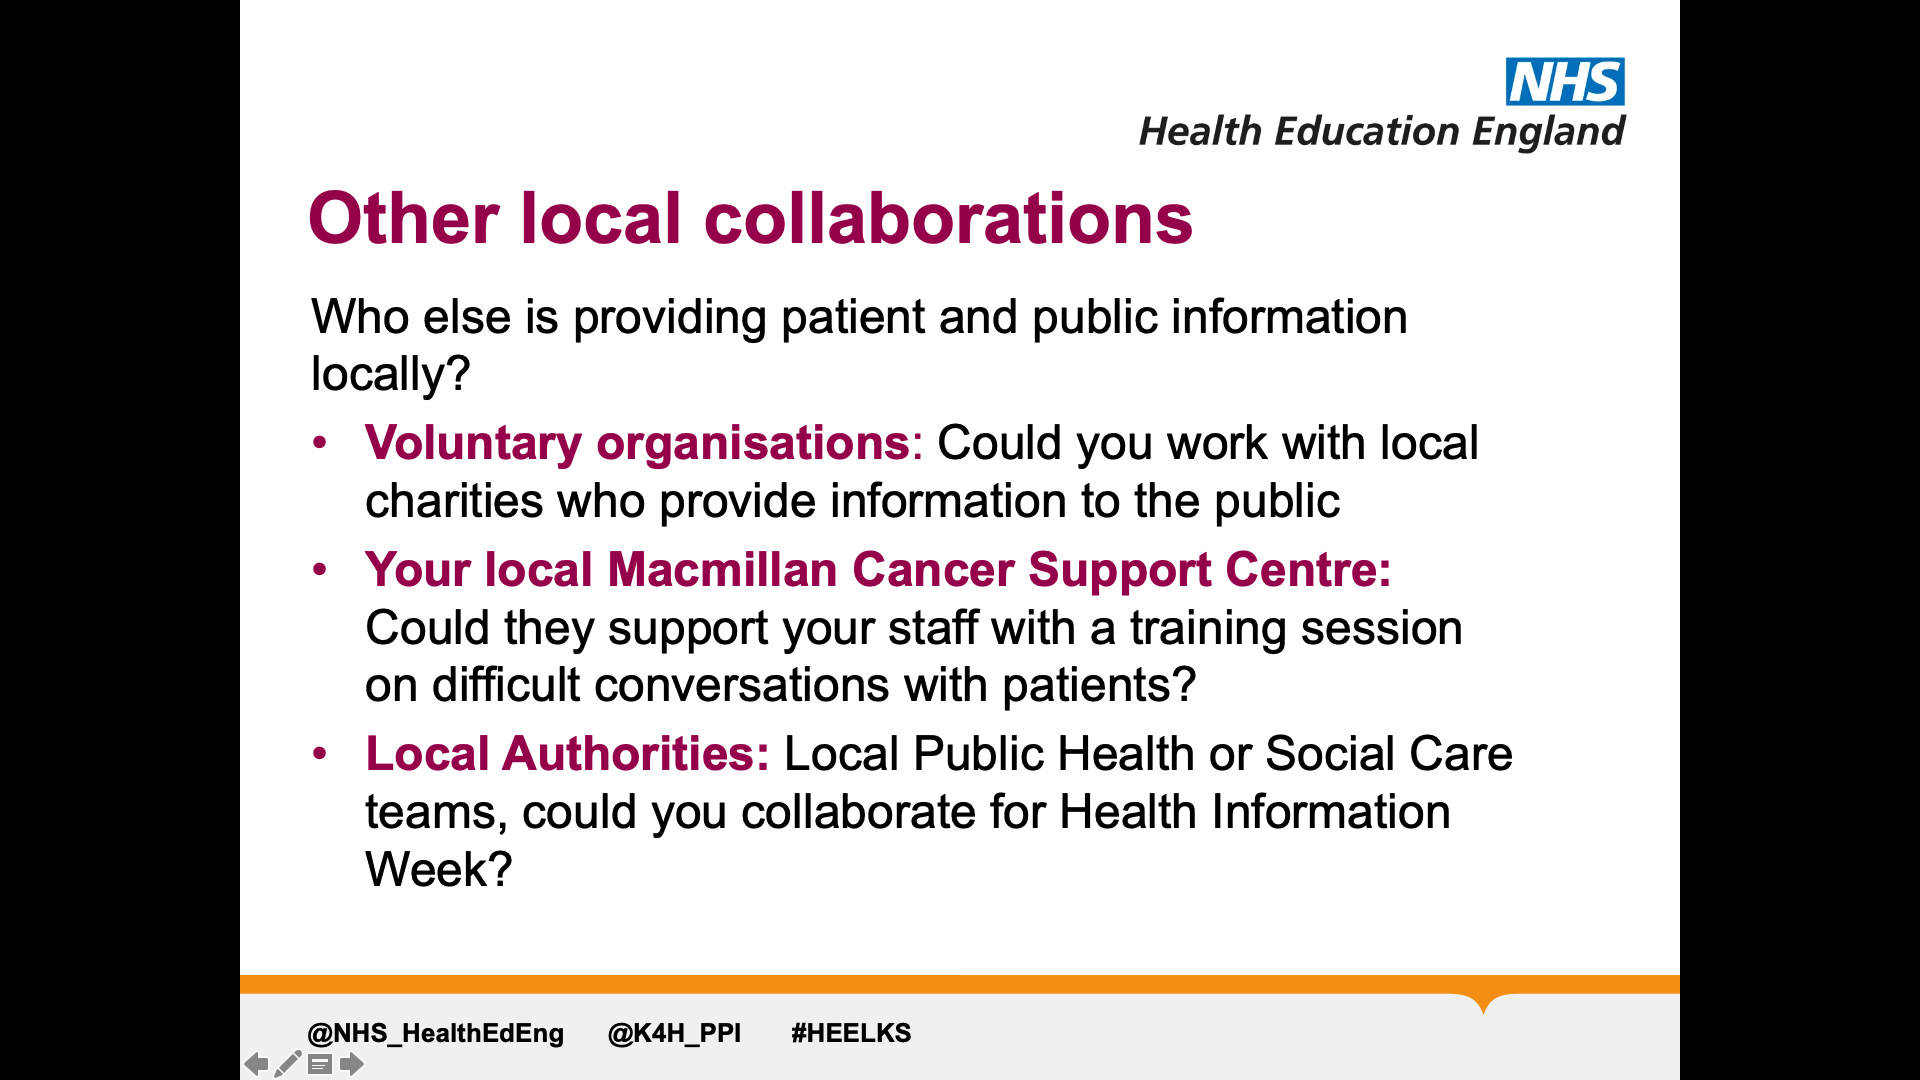 NHS
Health Education England
Other local collaborations
Who else is providing patient and public information
locally?
• Voluntary organisations: Could you work with local
charities who provide information to the public
• Your local Macmillan Cancer Support Centre:
Could they support your staff with a training session
on difficult conversations with patients?
• Local Authorities: Local Public Health or Social Care
teams, could you collaborate for Health Information
Week?
@NHS_HealthEdEng @K4H_PPI #HEELKS